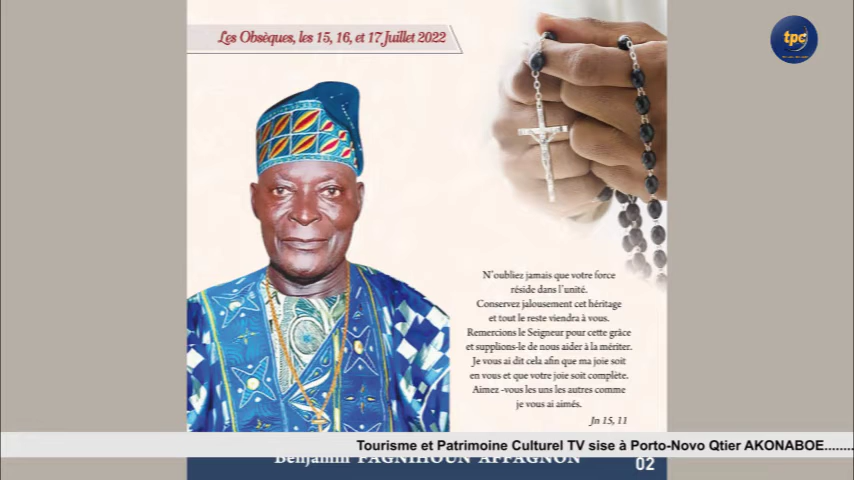 Les Obsèques, les 15, 16, et 17 Juillet 2022
tpc
N'oubliez jamais que votre force
réside dans l'unité.
Conservez jalousement cet héritage
et tout le reste viendra à vous.
Remercions le Seigneur pour cette grâce
et supplions-le de nous aider à la mériter.
Je vous ai dit cela afin que ma joie soit
en vous et que votre joie soit complète.
Aimez -vous les uns les autres comme
je vous ai aimés.
Jn 15, 11
Tourisme et Patrimoine Culturel TV sise à Porto-Novo Qtier AKONABOE........
Benjamin FAGNIHOUN AFFAGNON
02